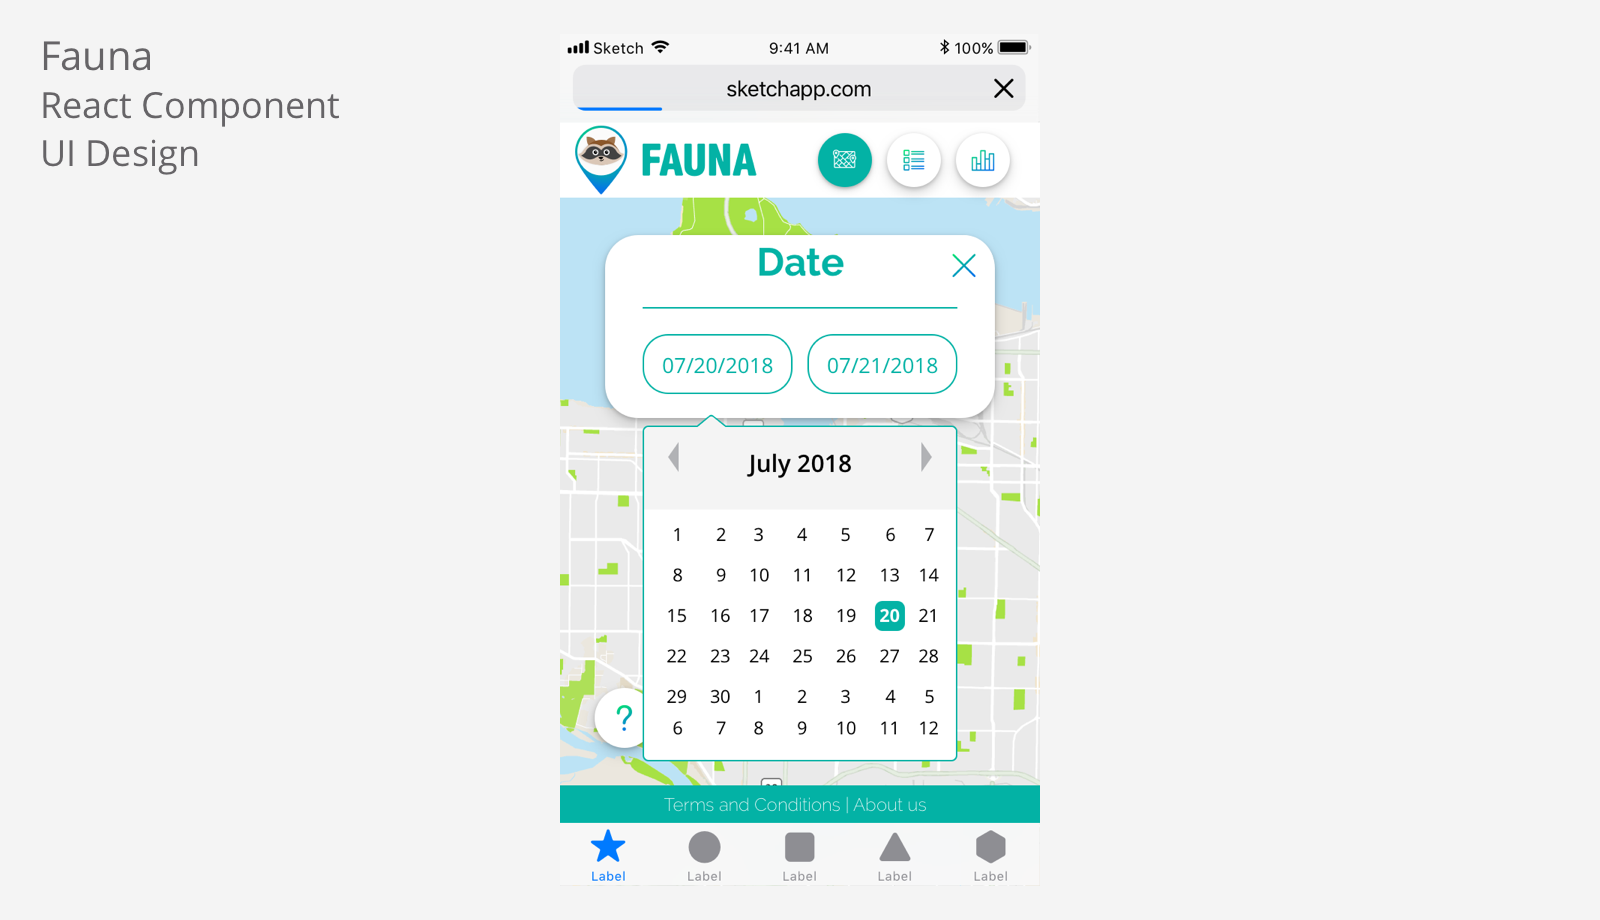 Fauna
React Component
UI Design
Sketch 9:41 AM 100%
sketchapp.com
FAUNA
Date
07/20/2018 07/21/2018
July 2018
1 2 3 4 5 6 7
8 9 10 11 12 13 14
15 16 17 18 19 20 21
22 23 24 25 26 27 28
29 30 1 2 3 4 5
6 7 8 9 10 11 12
?
Terms and Conditions | About us
Label Label Label Label Label